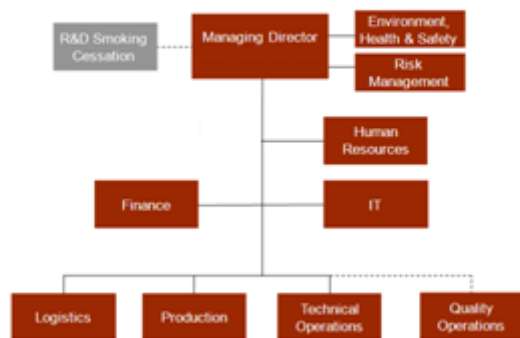 R&D Smoking
Cessation
Managing Director
Environment,
Health & Safety
Risk
Management
Human
Resources
Finance
IT
Logistics
Production
Technical
Operations
Quality
Operations